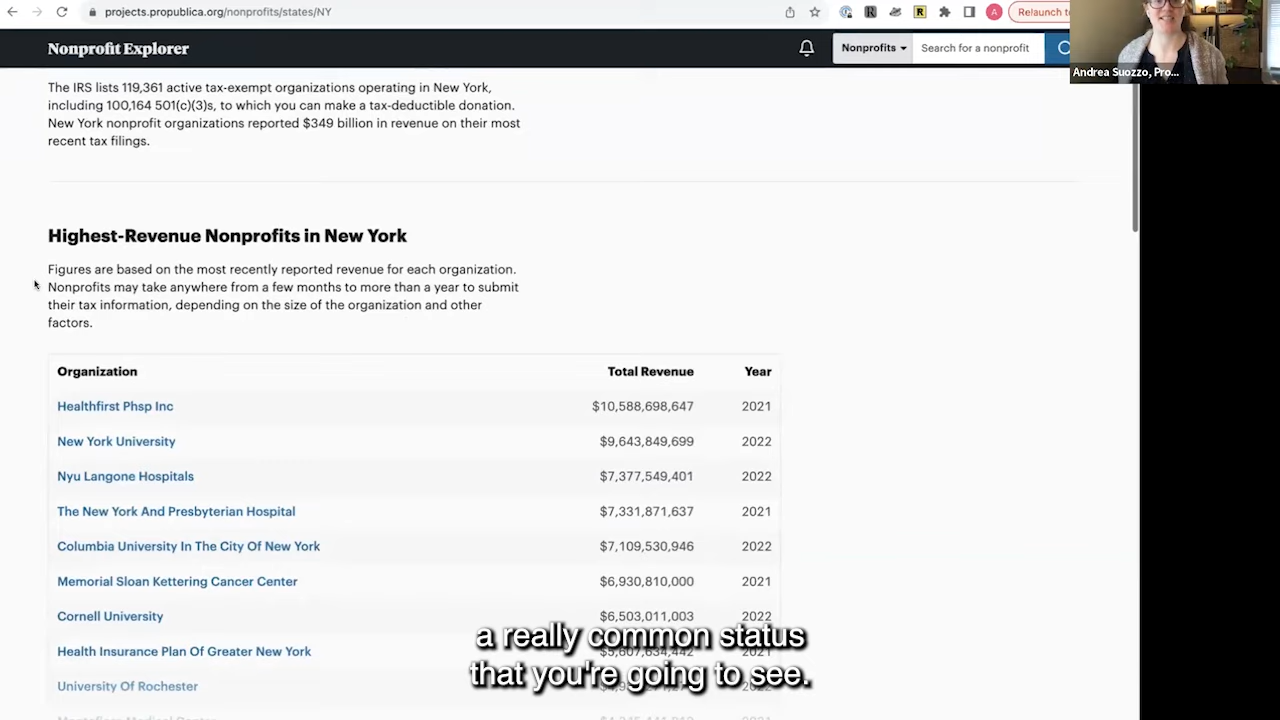 projects.propublica.org/nonprofits/states/NY
Relaunch to
Nonprofit Explorer
Nonprofits
Search for a nonprofit
Andrea Suozzo, Pro...
The IRS lists 119,361 active tax-exempt organizations operating in New York,
including 100,164 501(c)(3)s, to which you can make a tax-deductible donation.
New York nonprofit organizations reported $349 billion in revenue on their most
recent tax filings.
Highest-Revenue Nonprofits in New York
Figures are based on the most recently reported revenue for each organization.
Nonprofits may take anywhere from a few months to more than a year to submit
their tax information, depending on the size of the organization and other
factors.
Organization Total Revenue Year
Healthfirst Phsp Inc $10,588,698,647 2021
New York University $9,643,849,699 2022
Nyu Langone Hospitals $7,377,549,401 2022
The New York And Presbyterian Hospital $7,331,871,637 2021
Columbia University In The City Of New York $7,109,530,946 2022
Memorial Sloan Kettering Cancer Center $6,930,810,000 2021
Cornell University $6,503,011,003 2022
a really common status
Health Insurance Plan Of Greater New York 2021
that you're going to see.
University Of Rochester